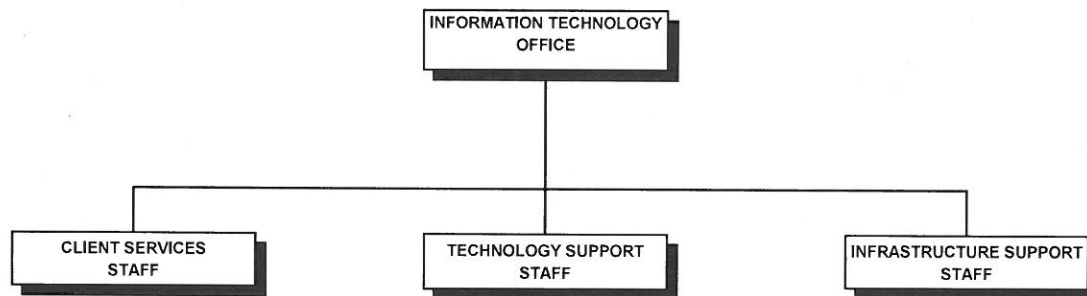 INFORMATION TECHNOLOGY
OFFICE
CLIENT SERVICES
STAFF
TECHNOLOGY SUPPORT
STAFF
INFRASTRUCTURE SUPPORT
STAFF